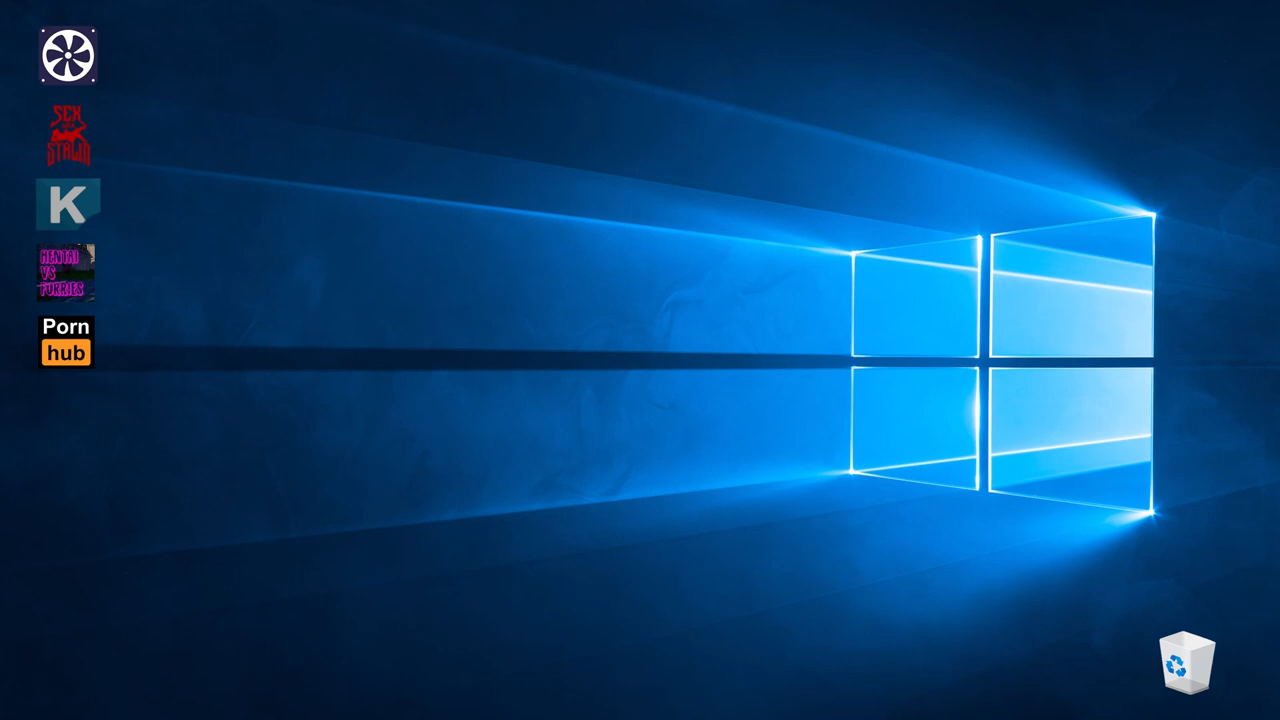 SEX
STALIN
K
HENTAI
VS
FURRIES
Porn
hub